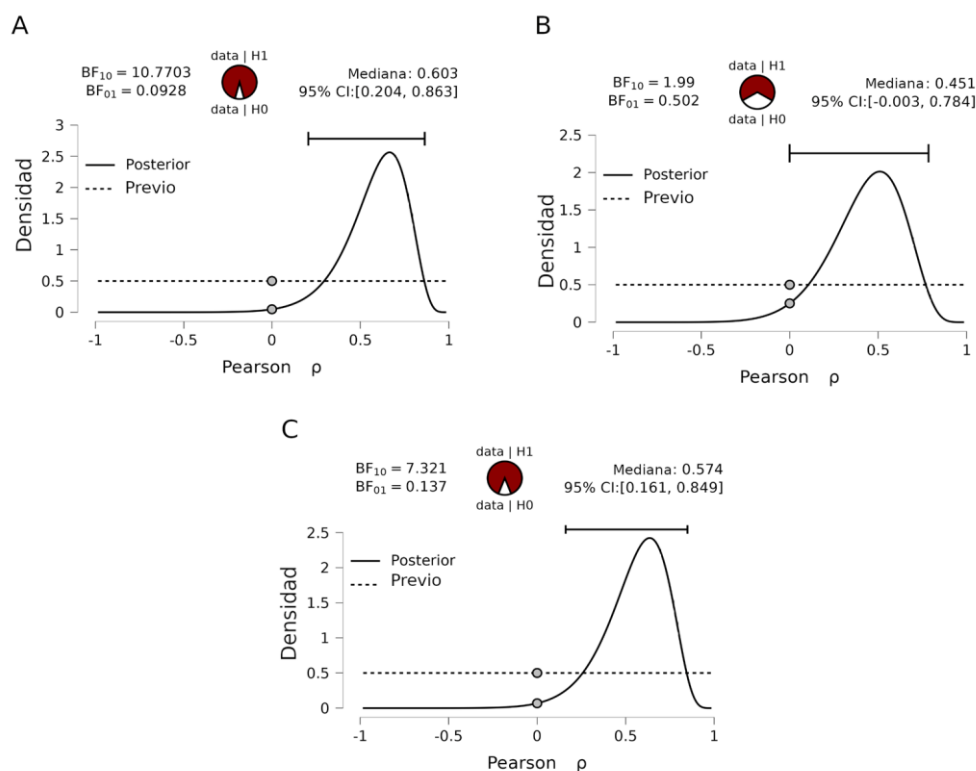 A
data | H1
BF₁₀ = 10.7703
BF₀₁ = 0.0928
data | H0
Mediana: 0.603
95% CI:[0.204, 0.863]
3
2.5
2
1.5
1
0.5
0
Densidad
Posterior
Previo
-1 -0.5 0 0.5 1
Pearson ρ
B
data | H1
BF₁₀ = 1.99
BF₀₁ = 0.502
data | H0
Mediana: 0.451
95% CI:[-0.003, 0.784]
2.5
2
1.5
1
0.5
0
Densidad
Posterior
Previo
-1 -0.5 0 0.5 1
Pearson ρ
C
data | H1
BF₁₀ = 7.321
BF₀₁ = 0.137
data | H0
Mediana: 0.574
95% CI:[0.161, 0.849]
2.5
2
1.5
1
0.5
0
Densidad
Posterior
Previo
-1 -0.5 0 0.5 1
Pearson ρ